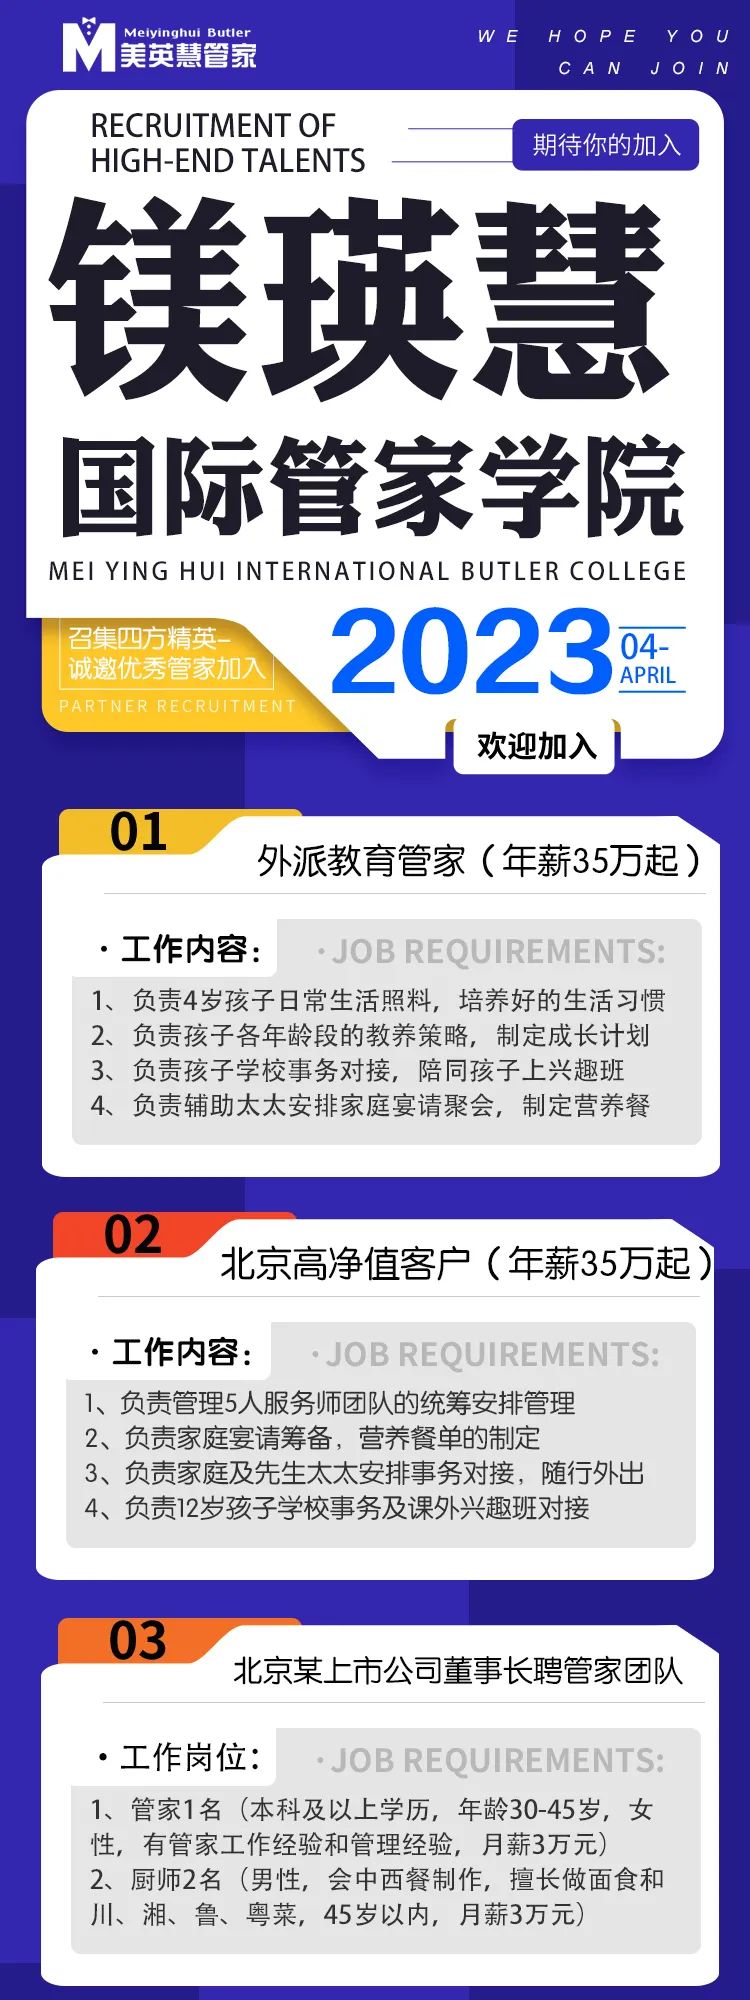 Meiyinghui Butler
美英慧管家
WE HOPE YOU
CAN JOIN
RECRUITMENT OF
HIGH-END TALENTS
期待你的加入
镁瑛慧
国际管家学院
MEI YING HUI INTERNATIONAL BUTLER COLLEGE
召集四方精英-
诚邀优秀管家加入
PARTNER RECRUITMENT
2023
04-
APRIL
欢迎加入
01
外派教育管家（年薪35万起）
·工作内容：
·JOB REQUIREMENTS:
1、负责4岁孩子日常生活照料，培养好的生活习惯
2、负责孩子各年龄段的教养策略，制定成长计划
3、负责孩子学校事务对接，陪同孩子上兴趣班
4、负责辅助太太安排家庭宴请聚会，制定营养餐
02
北京高净值客户（年薪35万起）
·工作内容：
·JOB REQUIREMENTS:
1、负责管理5人服务师团队的统筹安排管理
2、负责家庭宴请筹备，营养餐单的制定
3、负责家庭及先生太太安排事务对接，随行外出
4、负责12岁孩子学校事务及课外兴趣班对接
03
北京某上市公司董事长聘管家团队
·工作岗位：
·JOB REQUIREMENTS:
1、管家1名（本科及以上学历，年龄30-45岁，女
性，有管家工作经验和管理经验，月薪3万元）
2、厨师2名（男性，会中西餐制作，擅长做面食和
川、湘、鲁、粤菜，45岁以内，月薪3万元）